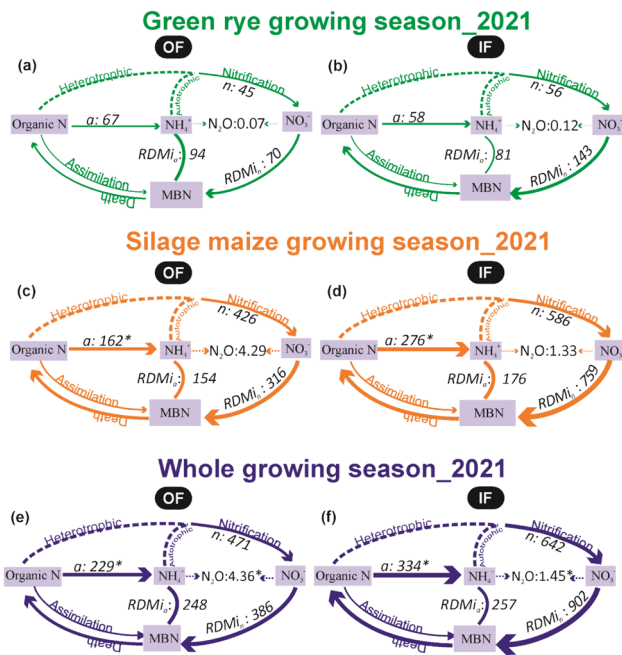 Green rye growing season_2021
OF
IF
(a)
Heterotrophic
Autotrophic
Nitrification
n: 45
Organic N
a: 67
NH₄⁺
N₂O:0.07
NO₃⁻
RDMiₐ: 94
RDMiₙ: 70
Assimilation
Death
MBN
(b)
Heterotrophic
Autotrophic
Nitrification
n: 56
Organic N
a: 58
NH₄⁺
N₂O:0.12
NO₃⁻
RDMiₐ: 81
RDMiₙ: 143
Assimilation
Death
MBN
Silage maize growing season_2021
OF
IF
(c)
Heterotrophic
Autotrophic
Nitrification
n: 426
Organic N
a: 162*
NH₄⁺
N₂O:4.29
NO₃⁻
RDMiₐ: 154
RDMiₙ: 316
Assimilation
Death
MBN
(d)
Heterotrophic
Autotrophic
Nitrification
n: 586
Organic N
a: 276*
NH₄⁺
N₂O:1.33
NO₃⁻
RDMiₐ: 176
RDMiₙ: 759
Assimilation
Death
MBN
Whole growing season_2021
OF
IF
(e)
Heterotrophic
Autotrophic
Nitrification
n: 471
Organic N
a: 229*
NH₄⁺
N₂O:4.36*
NO₃⁻
RDMiₐ: 248
RDMiₙ: 386
Assimilation
Death
MBN
(f)
Heterotrophic
Autotrophic
Nitrification
n: 642
Organic N
a: 334*
NH₄⁺
N₂O:1.45*
NO₃⁻
RDMiₐ: 257
RDMiₙ: 902
Assimilation
Death
MBN